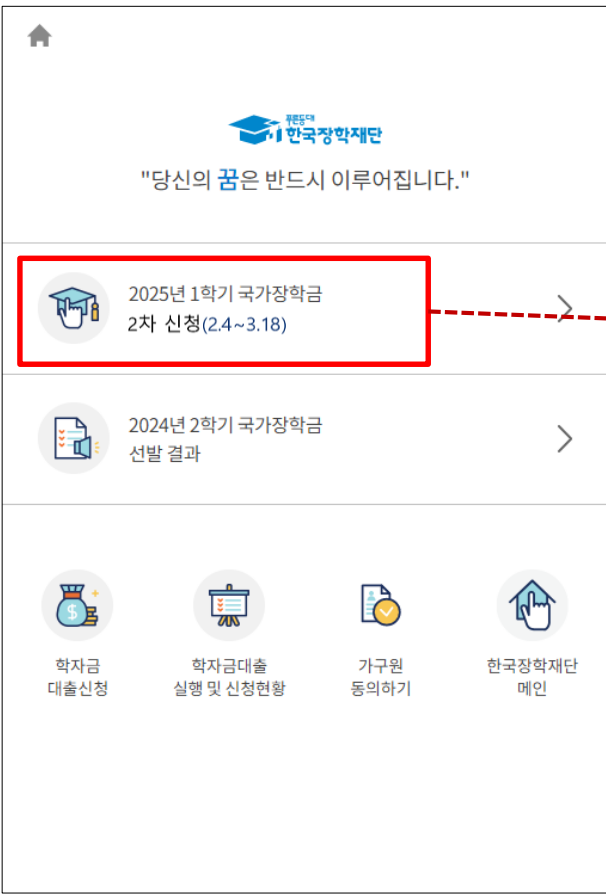 푸른등대
한국장학재단
"당신의 꿈은 반드시 이루어집니다."
2025년 1학기 국가장학금
2차 신청(2.4~3.18)
2024년 2학기 국가장학금
선발 결과
학자금
대출신청
학자금대출
실행 및 신청현황
가구원
동의하기
한국장학재단
메인